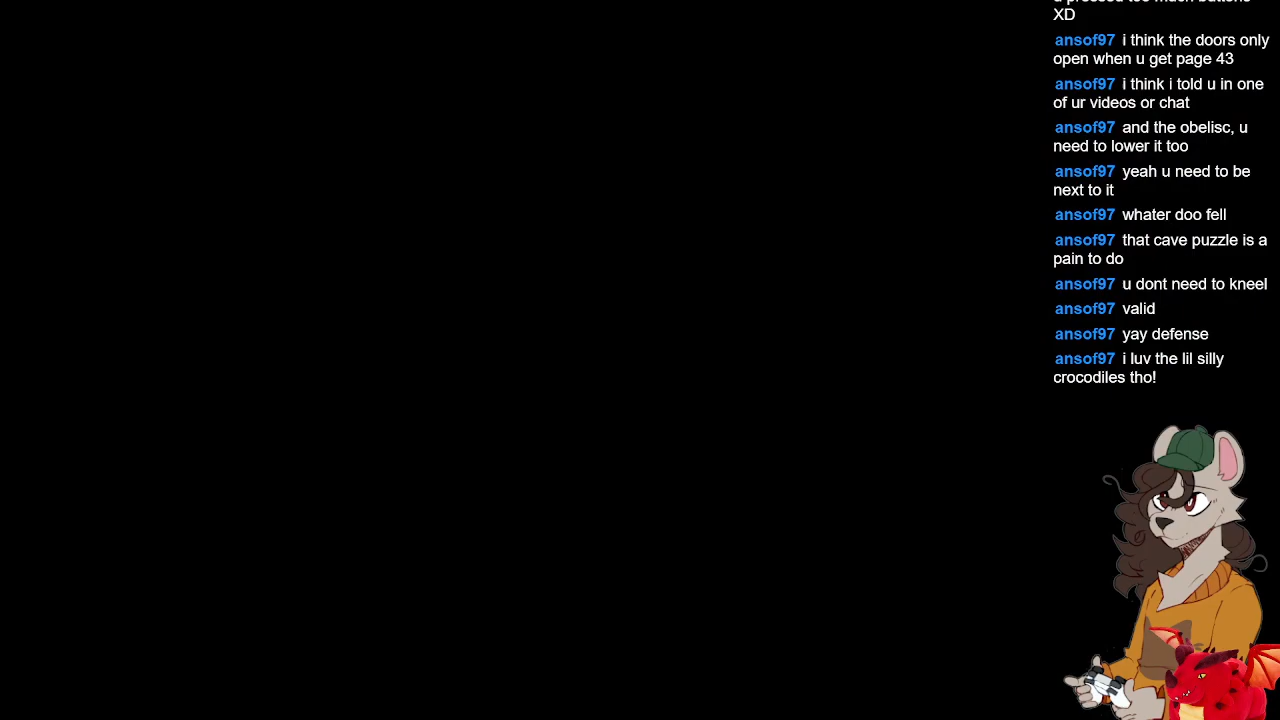 XD
ansof97 i think the doors only
open when u get page 43
ansof97 i think i told u in one
of ur videos or chat
ansof97 and the obelisc, u
need to lower it too
ansof97 yeah u need to be
next to it
ansof97 whater doo fell
ansof97 that cave puzzle is a
pain to do
ansof97 u dont need to kneel
ansof97 valid
ansof97 yay defense
ansof97 i luv the lil silly
crocodiles tho!